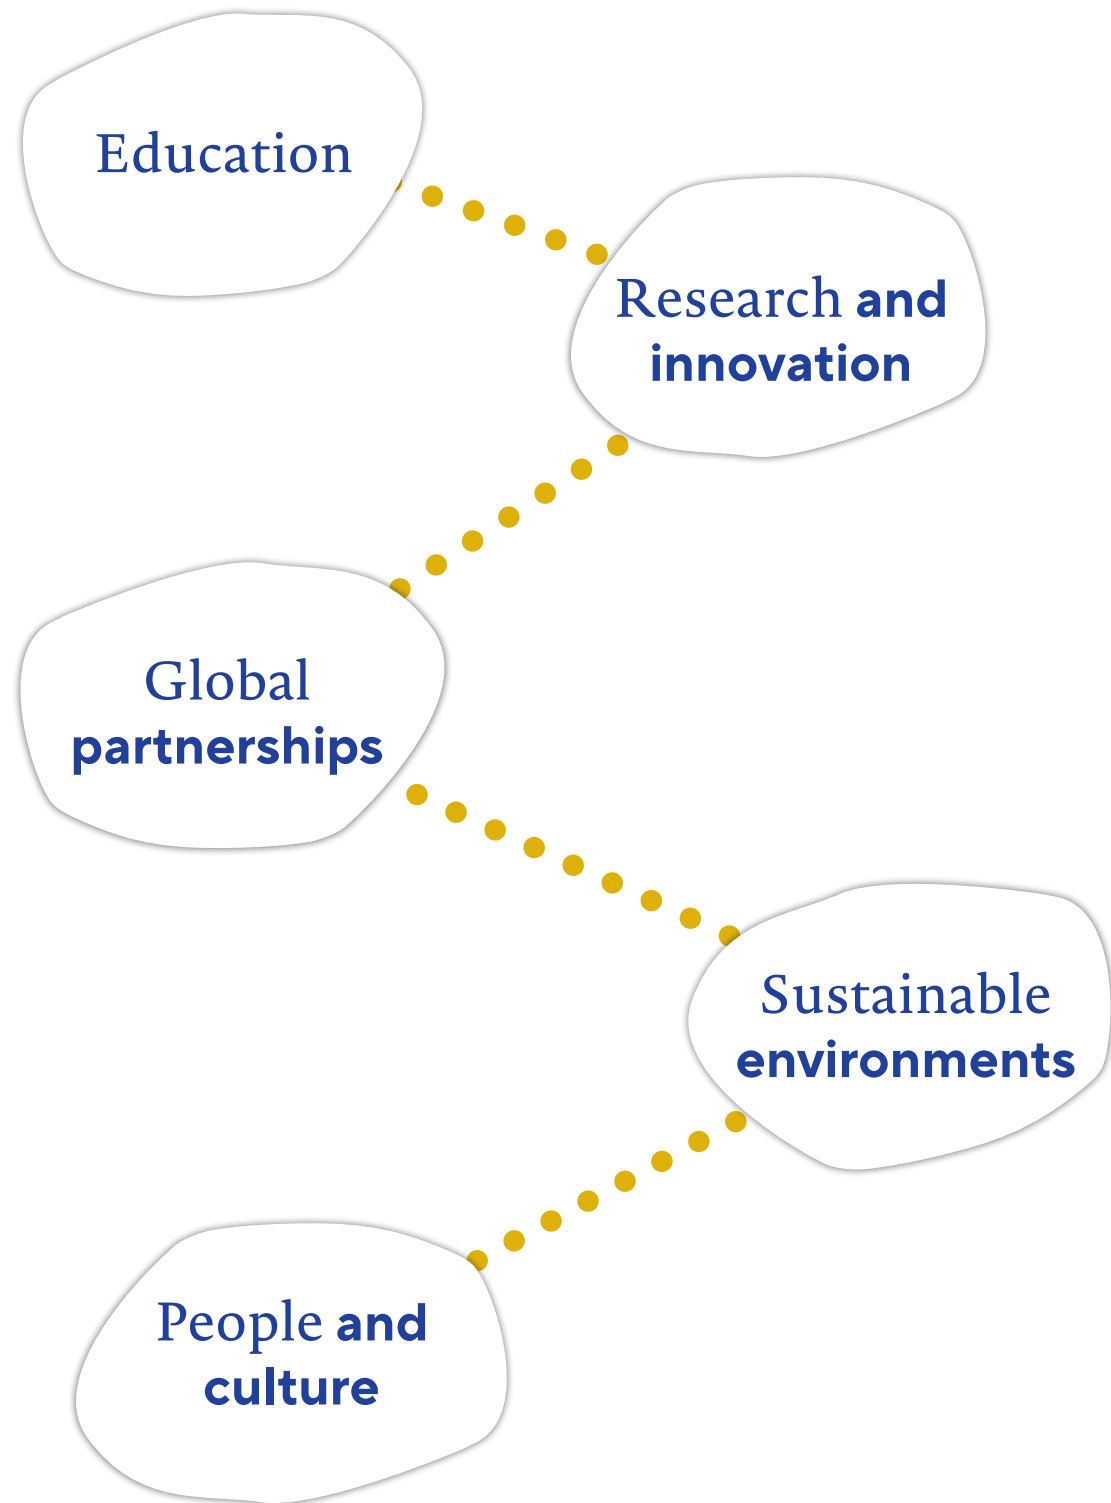 Education
Research and
innovation
Global
partnerships
Sustainable
environments
People and
culture